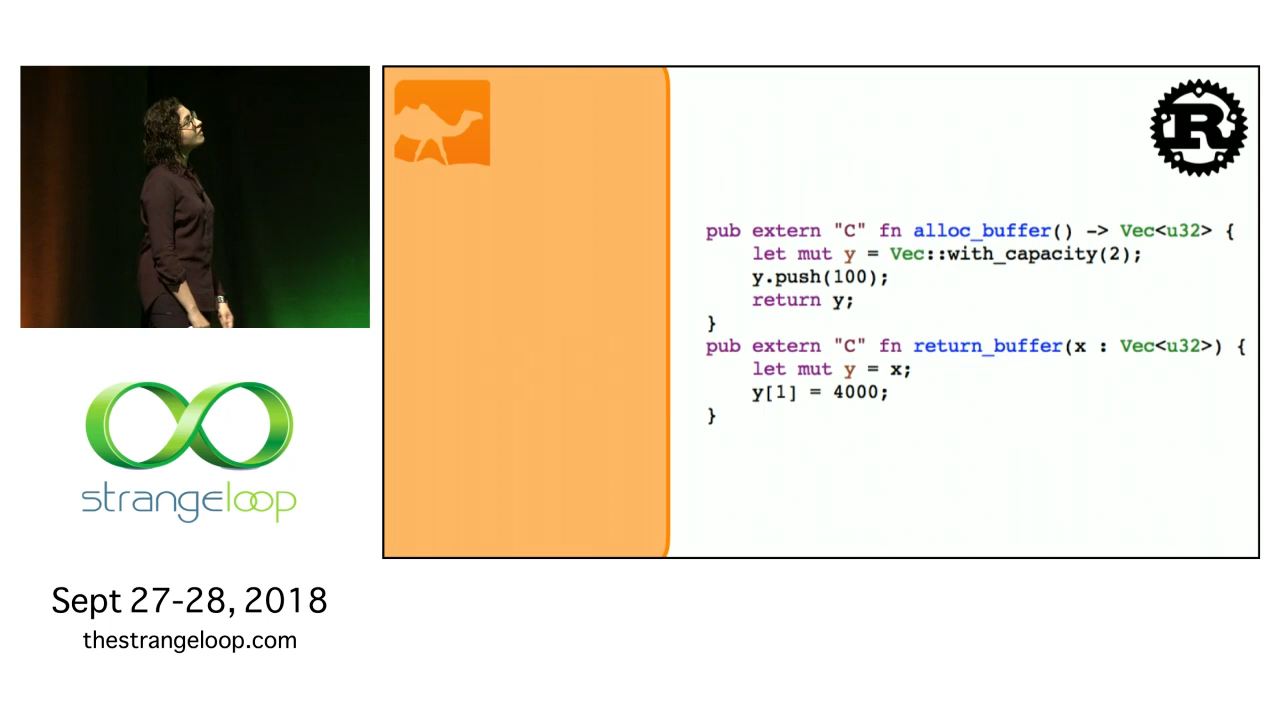 R
pub extern "C" fn alloc_buffer() -> Vec<u32> {
    let mut y = Vec::with_capacity(2);
    y.push(100);
    return y;
}
pub extern "C" fn return_buffer(x : Vec<u32>) {
    let mut y = x;
    y[1] = 4000;
}
strangeloop
Sept 27-28, 2018
thestrangeloop.com